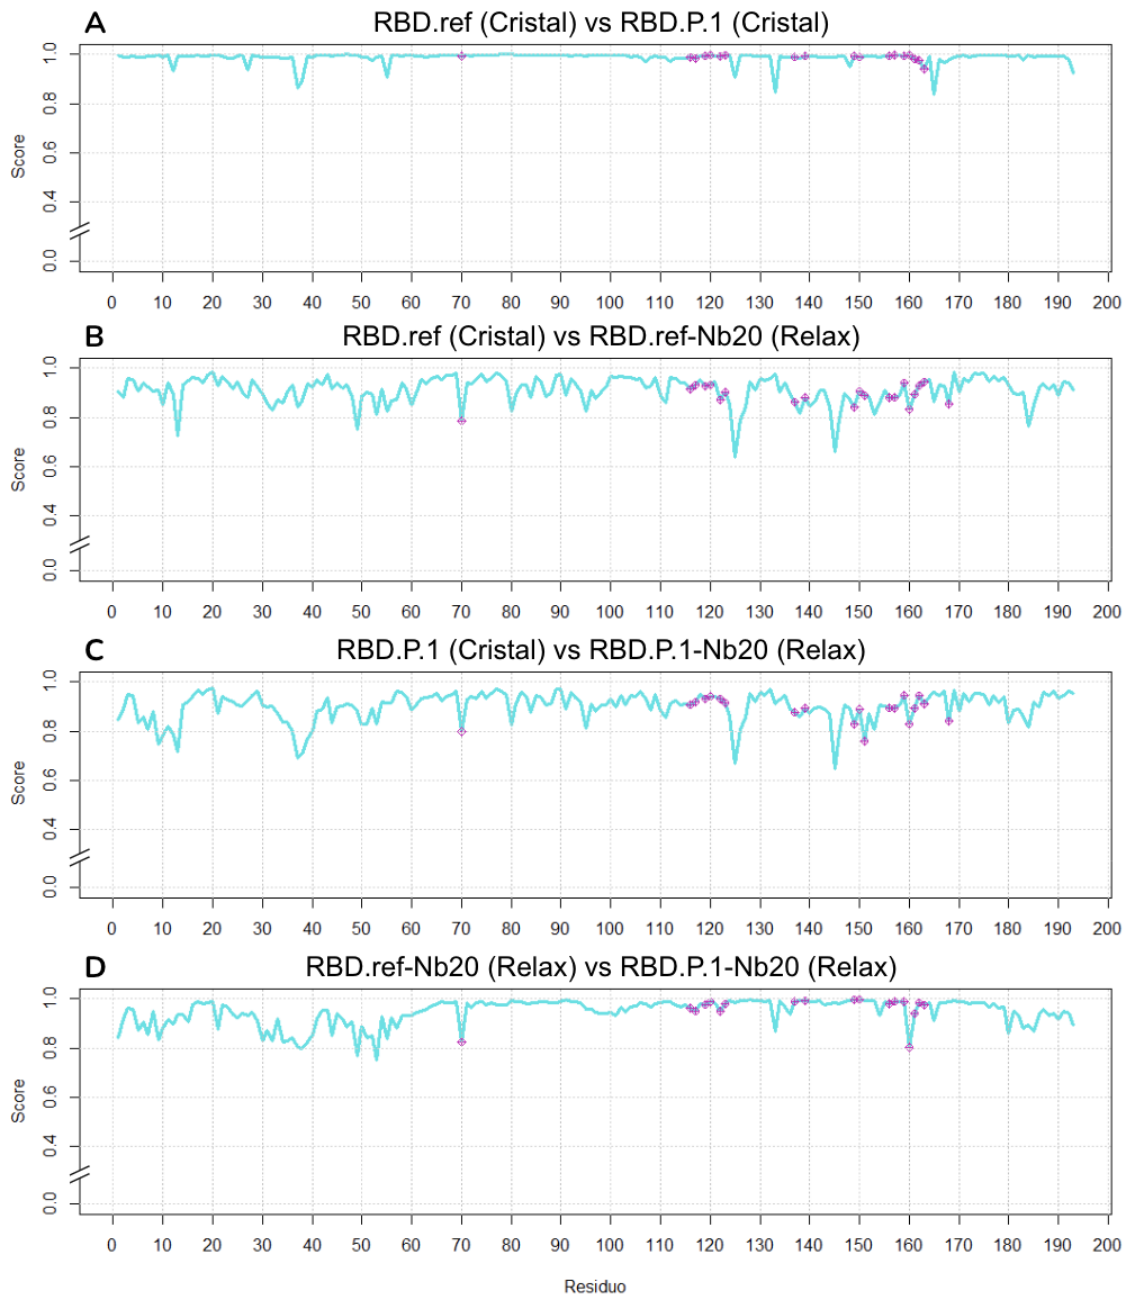 A RBD.ref (Cristal) vs RBD.P.1 (Cristal)
Score
1.0
0.8
0.6
0.4
0.0
0 10 20 30 40 50 60 70 80 90 100 110 120 130 140 150 160 170 180 190 200
B RBD.ref (Cristal) vs RBD.ref-Nb20 (Relax)
Score
1.0
0.8
0.6
0.4
0.0
0 10 20 30 40 50 60 70 80 90 100 110 120 130 140 150 160 170 180 190 200
C RBD.P.1 (Cristal) vs RBD.P.1-Nb20 (Relax)
Score
1.0
0.8
0.6
0.4
0.0
0 10 20 30 40 50 60 70 80 90 100 110 120 130 140 150 160 170 180 190 200
D RBD.ref-Nb20 (Relax) vs RBD.P.1-Nb20 (Relax)
Score
1.0
0.8
0.6
0.4
0.0
0 10 20 30 40 50 60 70 80 90 100 110 120 130 140 150 160 170 180 190 200
Residuo